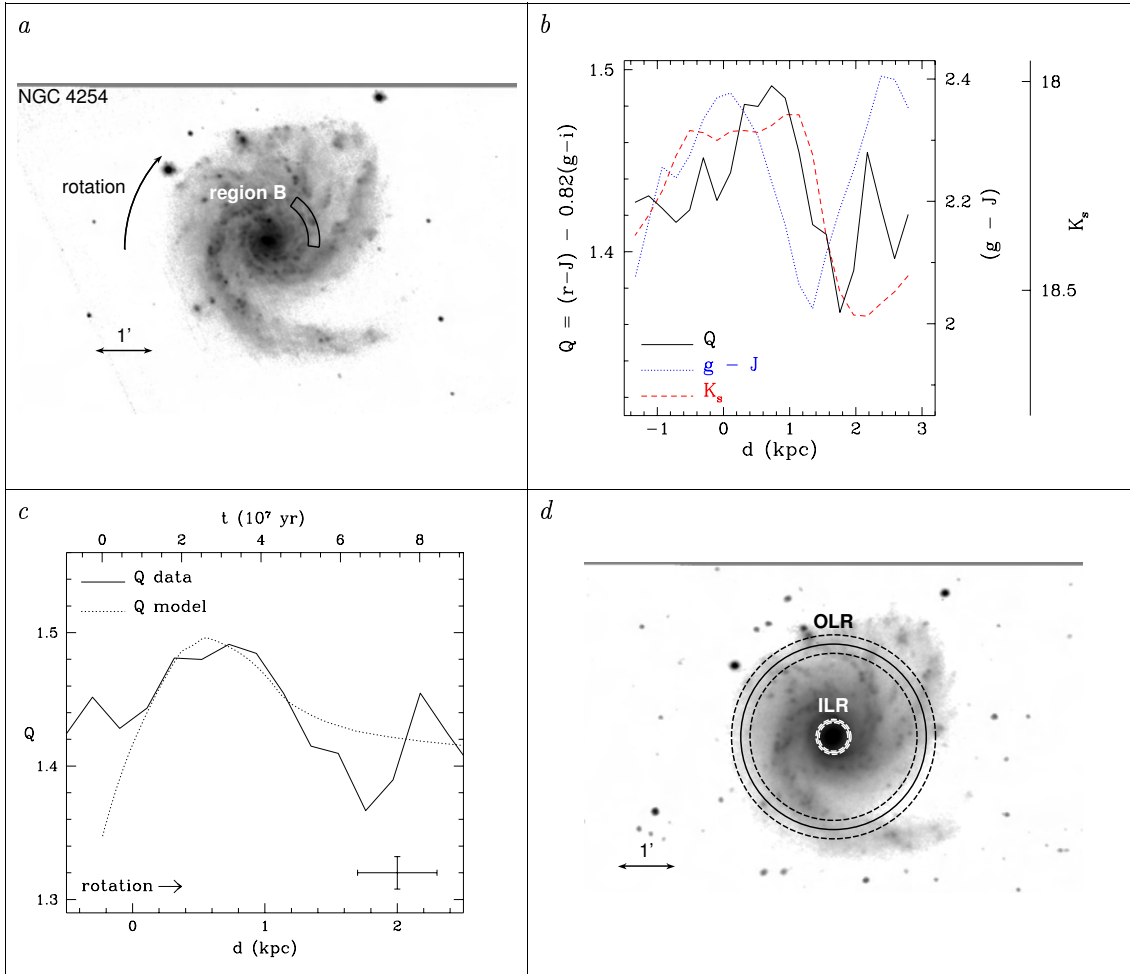 a
NGC 4254
rotation
region B
1'
b
1.5
1.4
Q = (r-J) - 0.82(g-i)
2.4
2.2
2
(g - J)
18
18.5
K_s
Q
g - J
K_s
-1 0 1 2 3
d (kpc)
c
t (10⁷ yr)
0 2 4 6 8
Q data
Q model
1.5
1.4
1.3
Q
rotation →
0 1 2
d (kpc)
d
OLR
ILR
1'